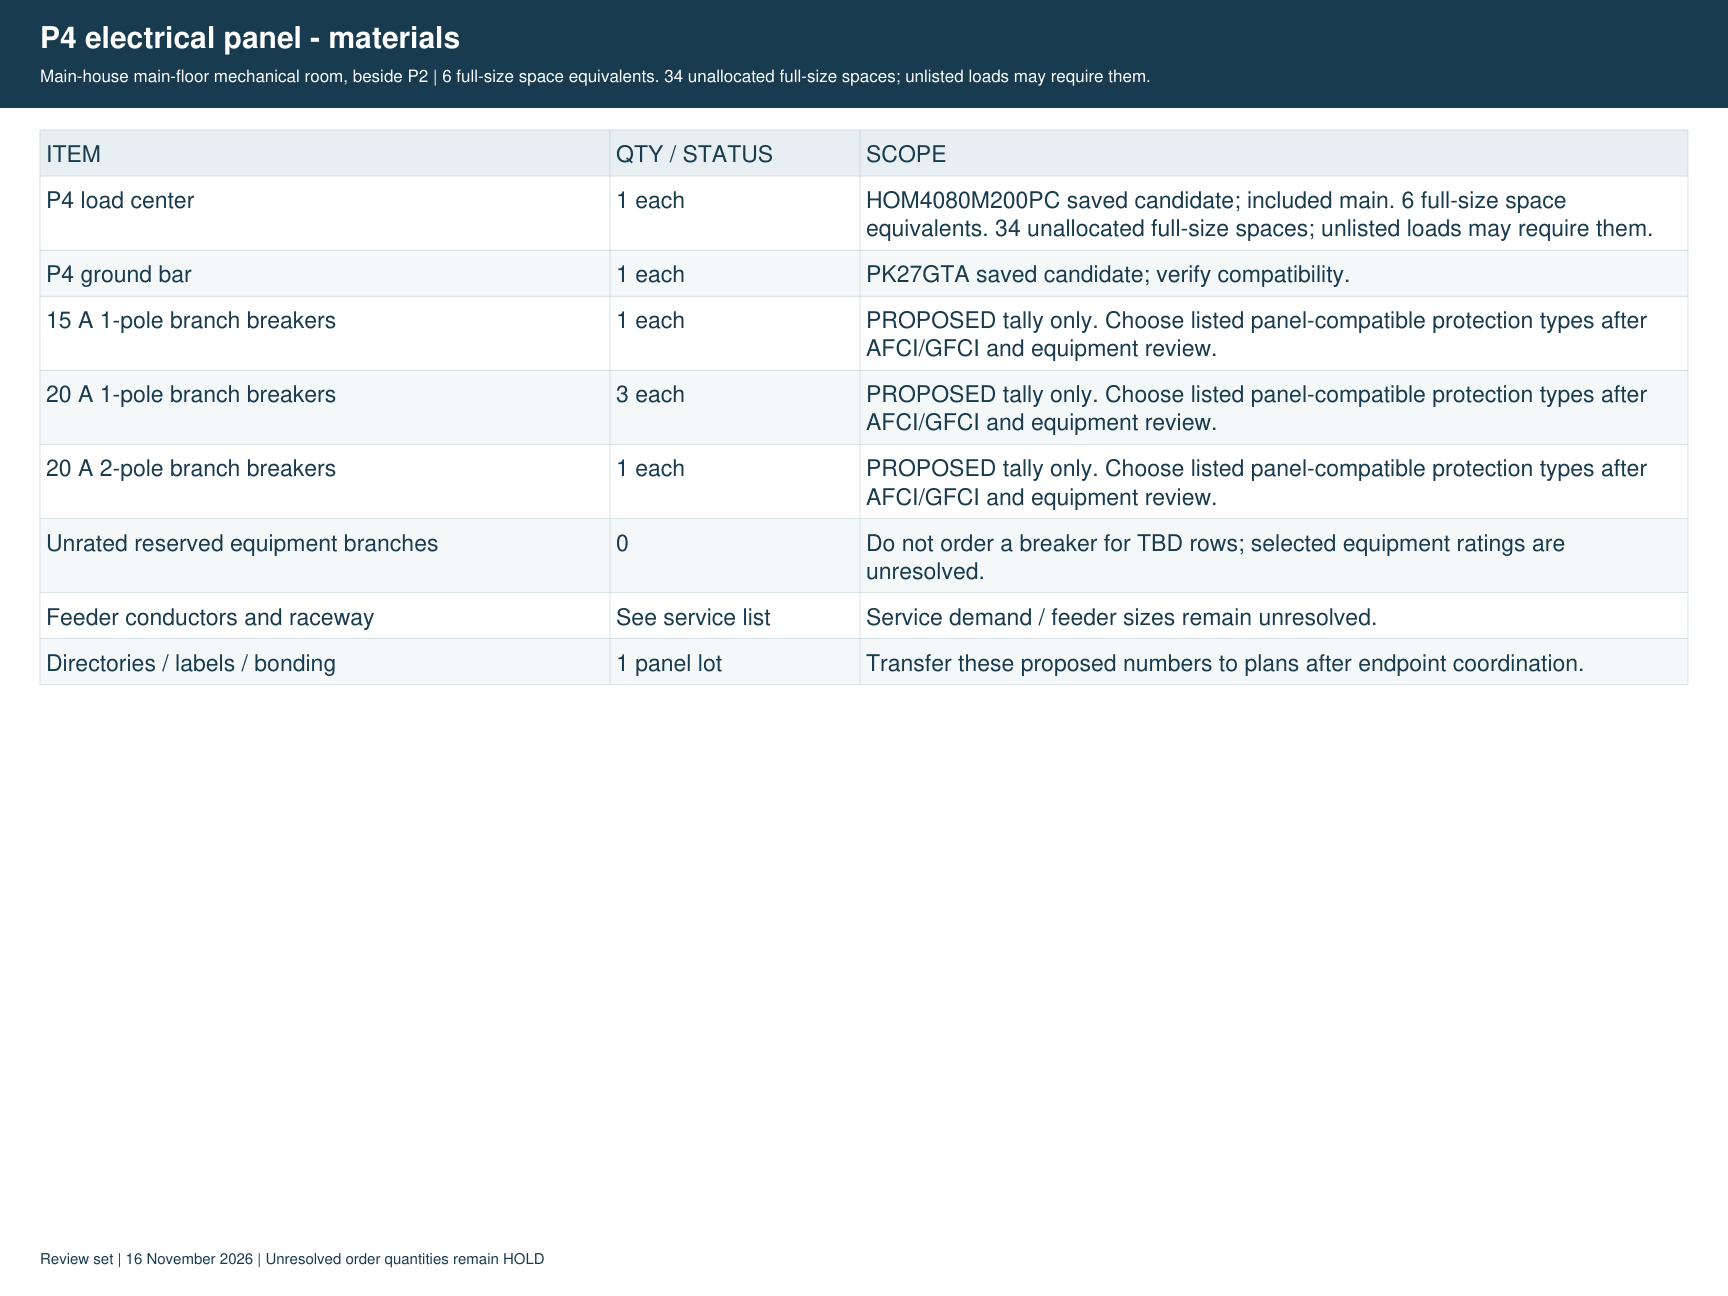 P4 electrical panel - materials
Main-house main-floor mechanical room, beside P2 | 6 full-size space equivalents. 34 unallocated full-size spaces; unlisted loads may require them.
ITEM QTY / STATUS SCOPE
P4 load center 1 each HOM4080M200PC saved candidate; included main. 6 full-size space
equivalents. 34 unallocated full-size spaces; unlisted loads may require them.
P4 ground bar 1 each PK27GTA saved candidate; verify compatibility.
15 A 1-pole branch breakers 1 each PROPOSED tally only. Choose listed panel-compatible protection types after
AFCI/GFCI and equipment review.
20 A 1-pole branch breakers 3 each PROPOSED tally only. Choose listed panel-compatible protection types after
AFCI/GFCI and equipment review.
20 A 2-pole branch breakers 1 each PROPOSED tally only. Choose listed panel-compatible protection types after
AFCI/GFCI and equipment review.
Unrated reserved equipment branches 0 Do not order a breaker for TBD rows; selected equipment ratings are
unresolved.
Feeder conductors and raceway See service list Service demand / feeder sizes remain unresolved.
Directories / labels / bonding 1 panel lot Transfer these proposed numbers to plans after endpoint coordination.
Review set | 16 November 2026 | Unresolved order quantities remain HOLD